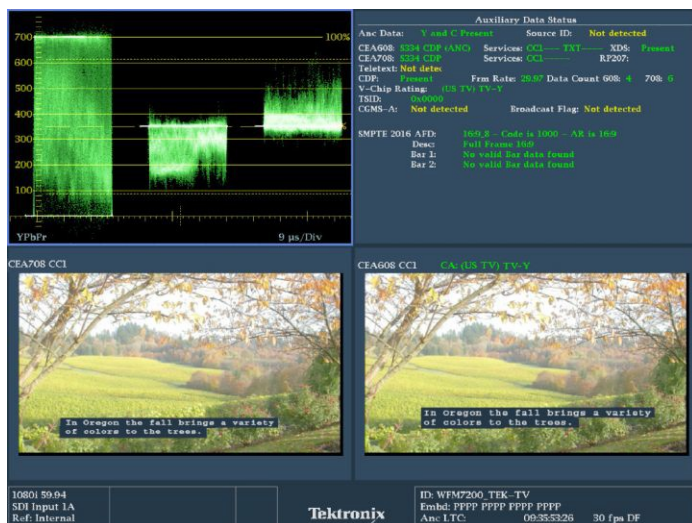 Auxiliary Data Status
Anc Data: Y and C Present Source ID: Not detected
CEA608: S334 CDP (ANC) Services: CC1---- TXT------ XDS: Present
CEA708: S334 CDP Services: CC1------ RP207:
Teletext: Not detec
CDP: Present Frm Rate: 29.97 Data Count 608: 4 708: 6
V-Chip Rating: (US TV) TV-Y
TSID: 0x0000
CGMS-A: Not detected Broadcast Flag: Not detected
SMPTE 2016 AFD: 16:9_8 - Code is 1000 - AR is 16:9
Desc: Full Frame 16:9
Bar 1: No valid Bar data found
Bar 2: No valid Bar data found
700 100%
600
500
400
300 %
200
100
YPbPr 9 µs/Div
CEA708 CC1
In Oregon the fall brings a variety
of colors to the trees.
CEA608 CC1 CA: (US TV) TV-Y
In Oregon the fall brings a variety
of colors to the trees.
1080i 59.94
SDI Input 1A
Ref: Internal
Tektronix
ID: WFM7200_TEK-TV
Embd: PPPP PPPP PPPP PPPP
Anc LTC: 09:35:53:26 30 fps DF